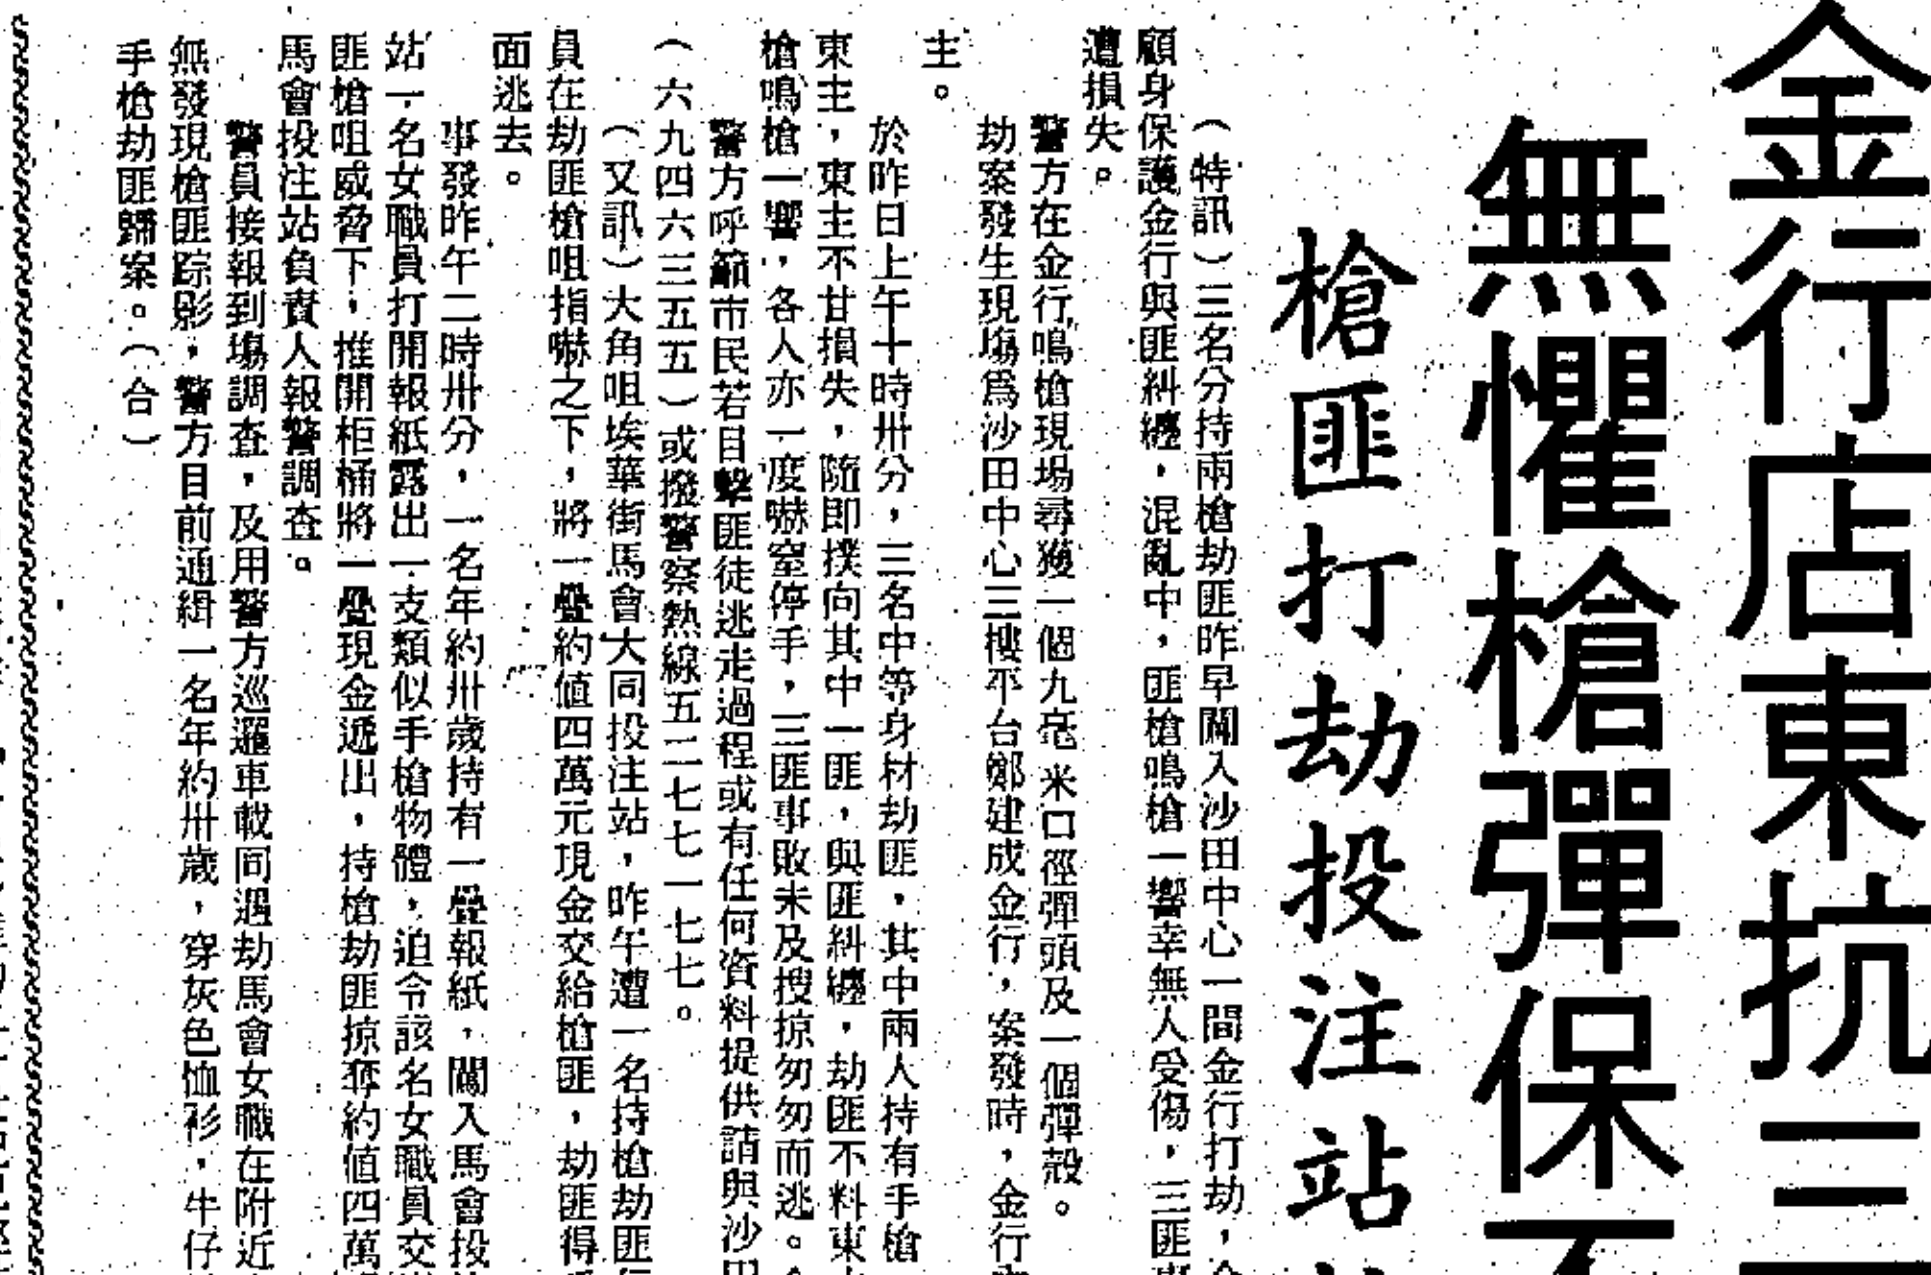 金行店東抗三
無懼槍彈保不
槍匪打劫投注站
（特訊）三名分持兩槍劫匪昨早闖入沙田中心一間金行打劫，金
顧身保護金行與匪糾纏，混亂中，匪槍鳴槍一響幸無人受傷，三匪事
遭損失。
警方在金行鳴槍現場尋獲一個九毫米口徑彈頭及一個彈殼。
劫案發生現塲爲沙田中心三樓平台鄭建成金行，案發時，金行
主。
於昨日上午十時卅分，三名中等身材劫匪，其中兩人持有手槍
東主，東主不甘損失，隨即撲向其中一匪，與匪糾纏，劫匪不料東
槍鳴槍一響，各人亦一度嚇窒停手，三匪事敗未及搜掠匆匆而逃。
警方呼籲市民若目擊匪徒逃走過程或有任何資料提供請與沙田
（六九四六三五五）或撥警察熱線五二七七一七七。
（又訊）大角咀埃華街馬會大同投注站，昨午遭一名持槍劫匪
員在劫匪槍咀指嚇之下，將一疊約值四萬元現金交給槍匪，劫匪得
面逃去。
事發昨午二時卅分，一名年約卅歲持有一疊報紙，闖入馬會投
站一名女職員打開報紙露出一支類似手槍物體，迫令該名女職員交
匪槍咀威脅下，推開柜桶將一疊現金遞出，持槍劫匪掠奪約值四萬
馬會投注站負責人報警調查。
警員接報到塲調查，及用警方巡邏車載同遇劫馬會女職在附近
無發現槍匪踪影，警方目前通緝一名年約卅歲，穿灰色恤衫，牛仔
手槍劫匪歸案。（合）